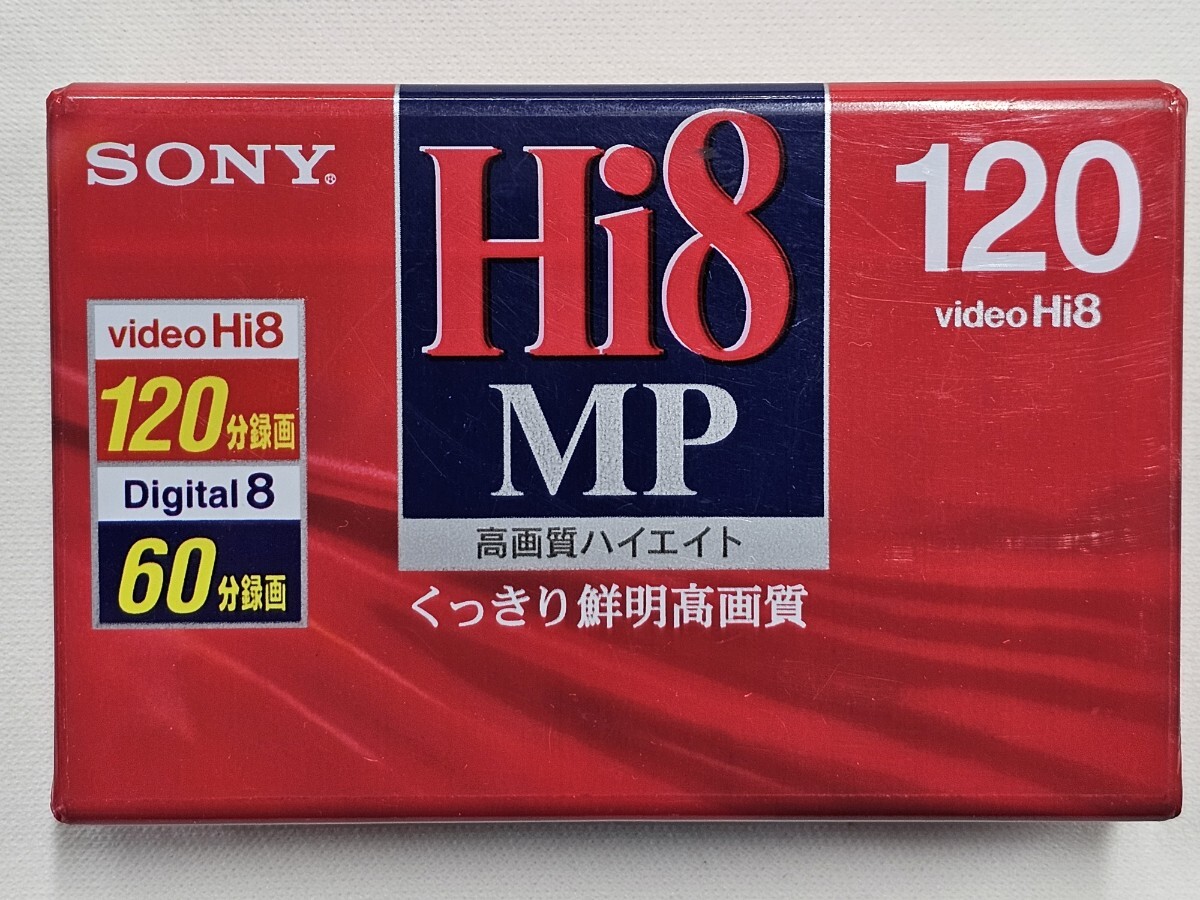 SONY®
Hi8
MP
高画質ハイエイト
くっきり鮮明高画質
120
video Hi8
video Hi8
120分録画
Digital 8
60分録画